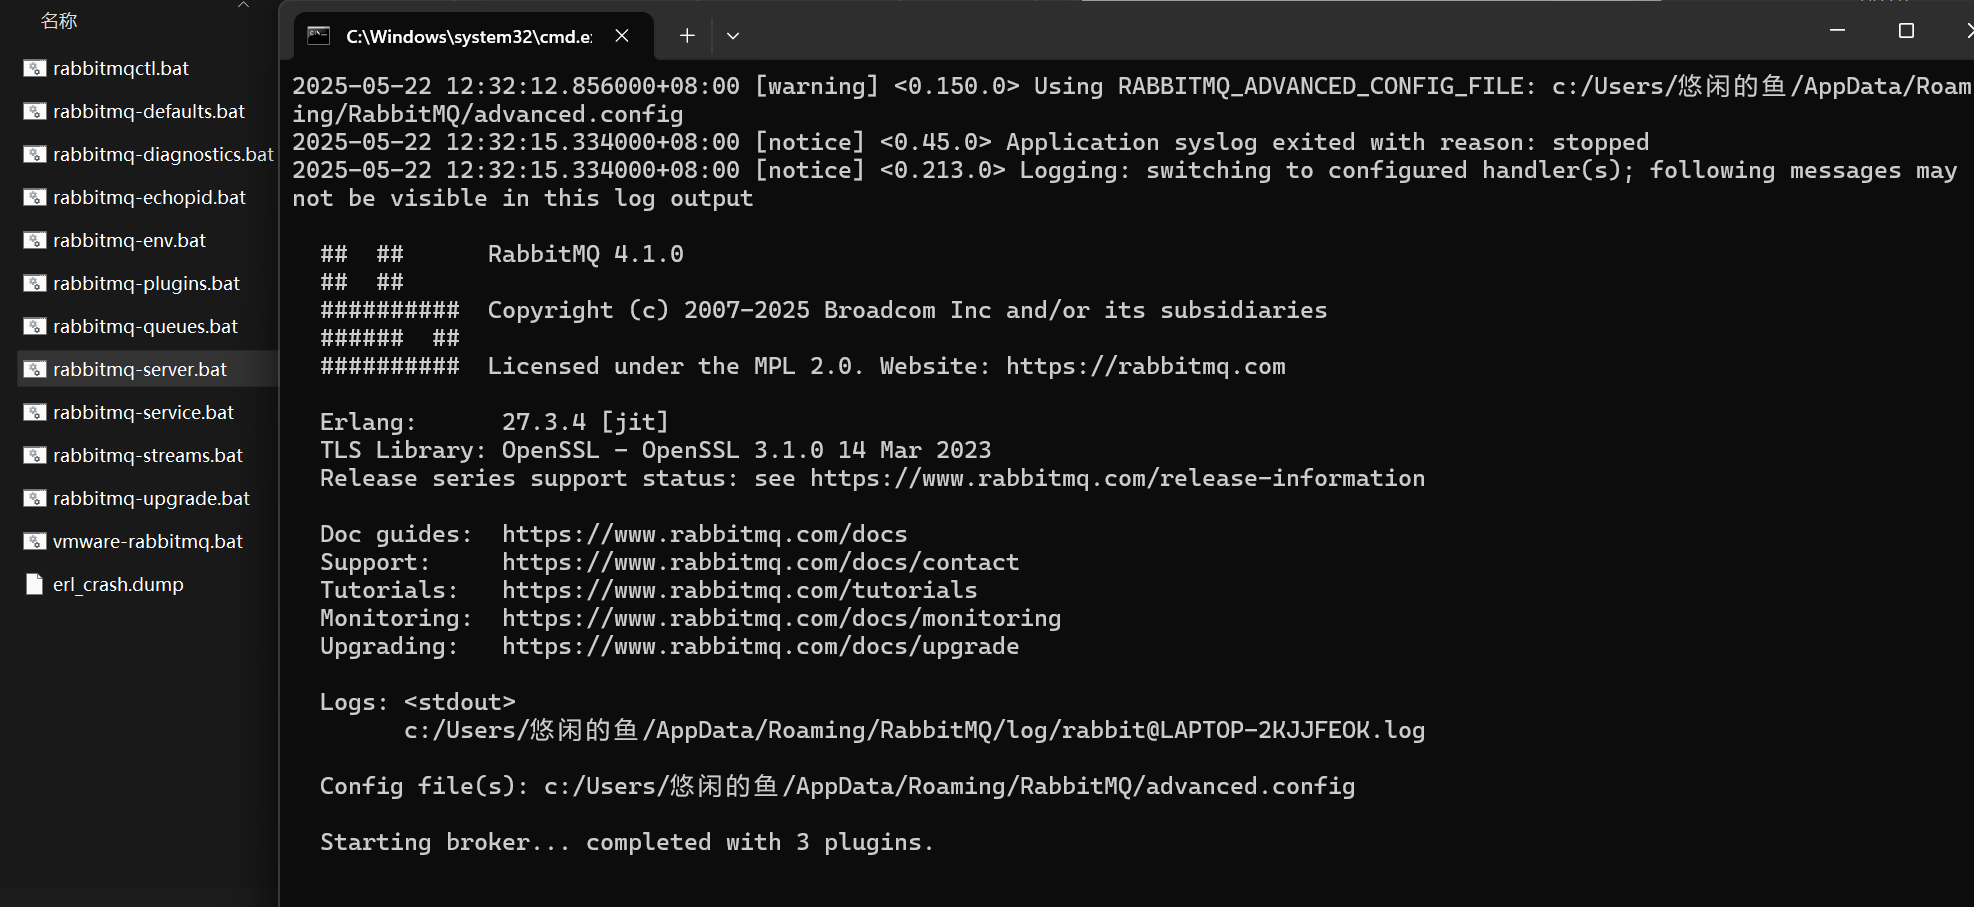 名称
rabbitmqctl.bat
rabbitmq-defaults.bat
rabbitmq-diagnostics.bat
rabbitmq-echopid.bat
rabbitmq-env.bat
rabbitmq-plugins.bat
rabbitmq-queues.bat
rabbitmq-server.bat
rabbitmq-service.bat
rabbitmq-streams.bat
rabbitmq-upgrade.bat
vmware-rabbitmq.bat
erl_crash.dump
C:\Windows\system32\cmd.e
2025-05-22 12:32:12.856000+08:00 [warning] <0.150.0> Using RABBITMQ_ADVANCED_CONFIG_FILE: c:/Users/悠闲的鱼/AppData/Roam
ing/RabbitMQ/advanced.config
2025-05-22 12:32:15.334000+08:00 [notice] <0.45.0> Application syslog exited with reason: stopped
2025-05-22 12:32:15.334000+08:00 [notice] <0.213.0> Logging: switching to configured handler(s); following messages may
not be visible in this log output
##  ##      RabbitMQ 4.1.0
##  ##
##########  Copyright (c) 2007-2025 Broadcom Inc and/or its subsidiaries
######  ##
##########  Licensed under the MPL 2.0. Website: https://rabbitmq.com
Erlang:      27.3.4 [jit]
TLS Library: OpenSSL - OpenSSL 3.1.0 14 Mar 2023
Release series support status: see https://www.rabbitmq.com/release-information
Doc guides:  https://www.rabbitmq.com/docs
Support:     https://www.rabbitmq.com/docs/contact
Tutorials:   https://www.rabbitmq.com/tutorials
Monitoring:  https://www.rabbitmq.com/docs/monitoring
Upgrading:   https://www.rabbitmq.com/docs/upgrade
Logs: <stdout>
c:/Users/悠闲的鱼/AppData/Roaming/RabbitMQ/log/rabbit@LAPTOP-2KJJFEOK.log
Config file(s): c:/Users/悠闲的鱼/AppData/Roaming/RabbitMQ/advanced.config
Starting broker... completed with 3 plugins.